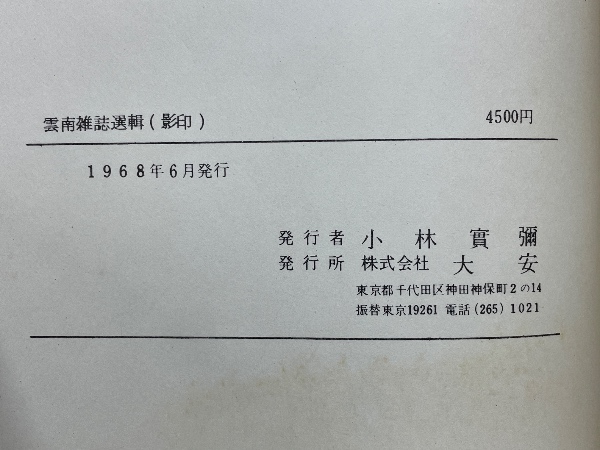 雲南雑誌選輯(影印) 4500円
1968年6月発行
発行者 小林實彌
発行所 株式会社 大安
東京都千代田区神田神保町2の14
振替東京19261 電話(265)1021